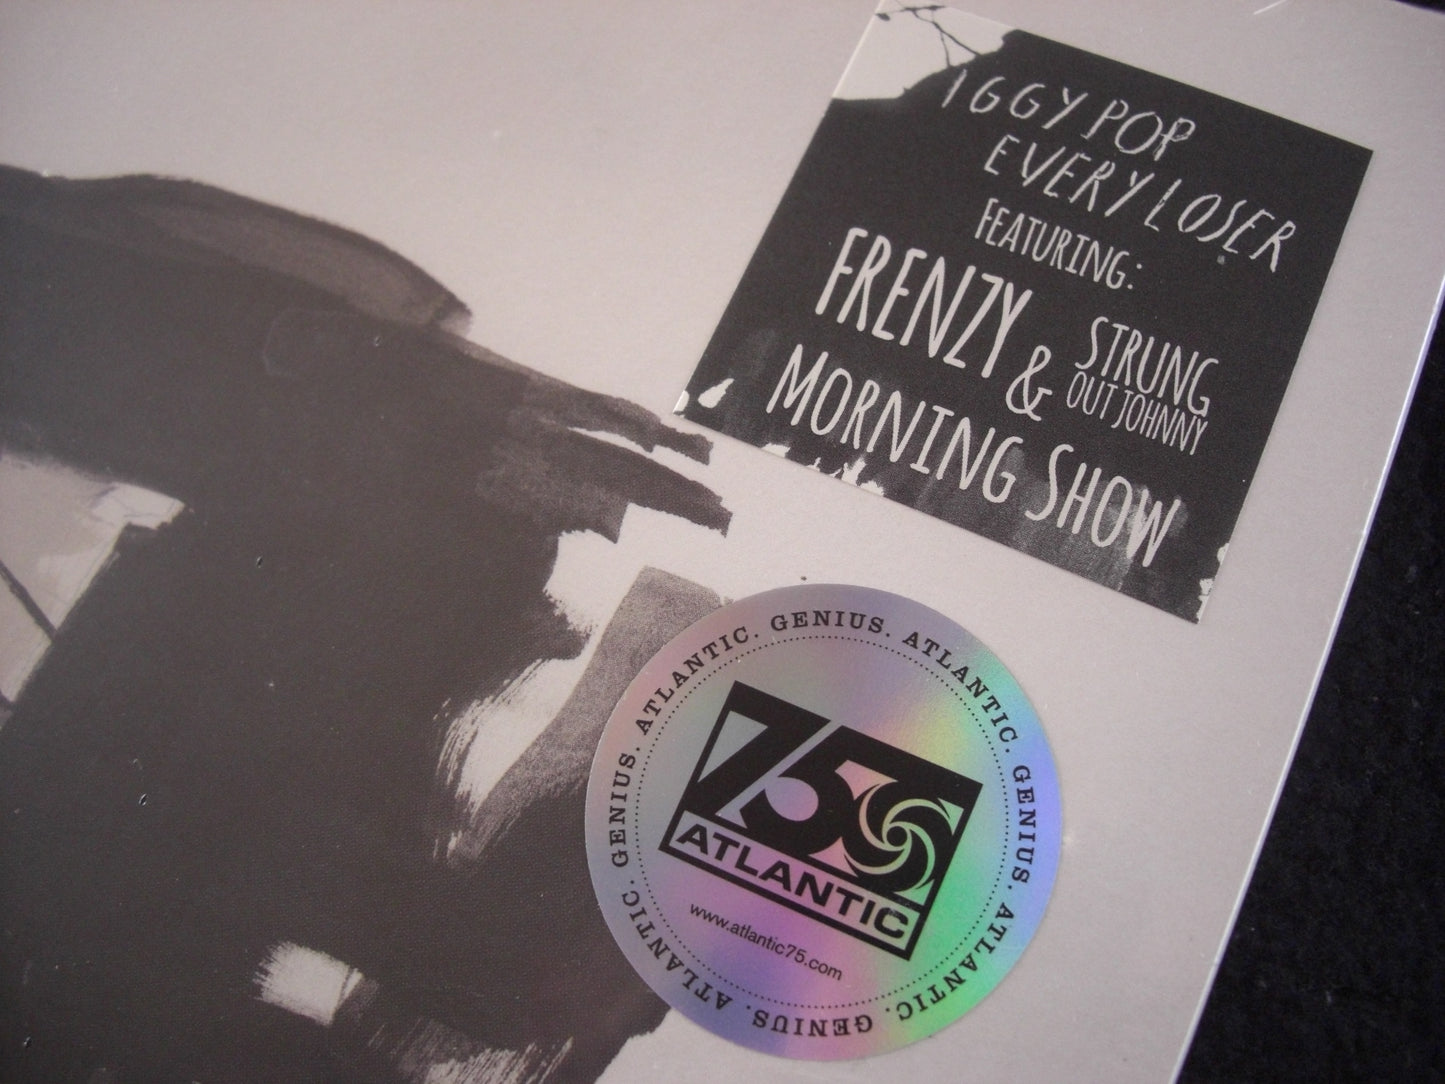 IGGY POP
EVERY LOSER
FEATURING:
FRENZY & STRUNG
OUT JOHNNY
MORNING SHOW
GENIUS. ATLANTIC. GENIUS. ATLANTIC. GENIUS. ATLANTIC. GENIUS. ATLANTIC.
75
ATLANTIC
www.atlantic75.com